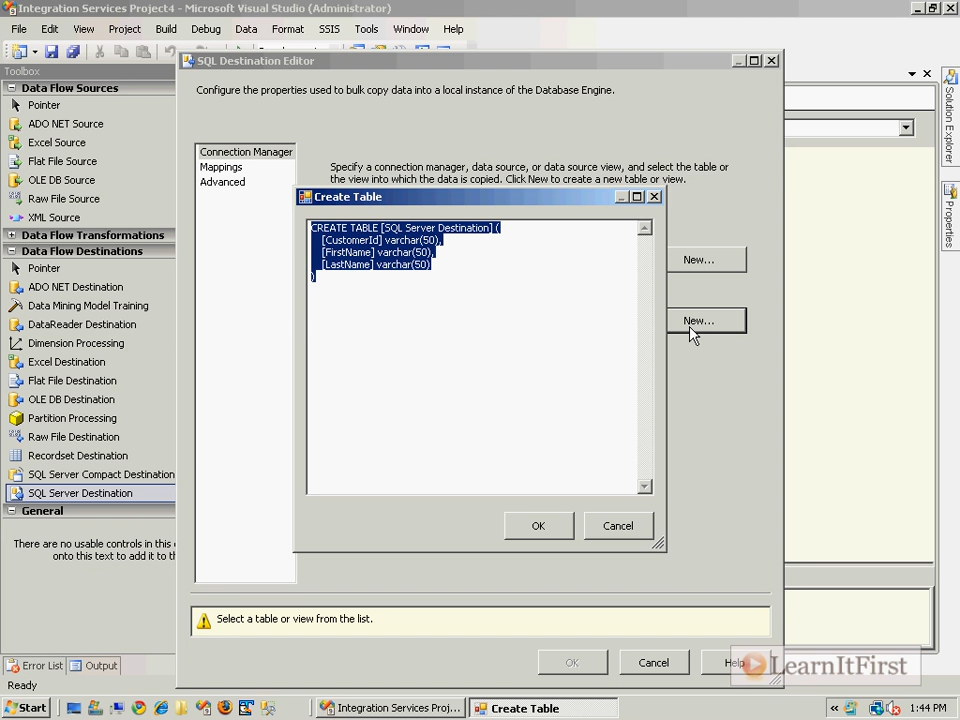 Integration Services Project4 - Microsoft Visual Studio (Administrator)
File Edit View Project Build Debug Data Format SSIS Tools Window Help
Toolbox
Data Flow Sources
Pointer
ADO NET Source
Excel Source
Flat File Source
OLE DB Source
Raw File Source
XML Source
Data Flow Transformations
Data Flow Destinations
Pointer
ADO NET Destination
Data Mining Model Training
DataReader Destination
Dimension Processing
Excel Destination
Flat File Destination
OLE DB Destination
Partition Processing
Raw File Destination
Recordset Destination
SQL Server Compact Destination
SQL Server Destination
General
There are no usable controls in this
onto this text to add it to th
SQL Destination Editor
Configure the properties used to bulk copy data into a local instance of the Database Engine.
Connection Manager
Mappings
Advanced
Specify a connection manager, data source, or data source view, and select the table or
the view into which the data is copied. Click New to create a new table or view.
Create Table
CREATE TABLE [SQL Server Destination] (
[CustomerId] varchar(50),
[FirstName] varchar(50),
[LastName] varchar(50)
)
OK Cancel
New...
New...
Select a table or view from the list.
OK Cancel Help
LearnItFirst
Solution Explorer
Properties
Error List Output
Ready
Start
Integration Services Proj...
Create Table
« 1:44 PM